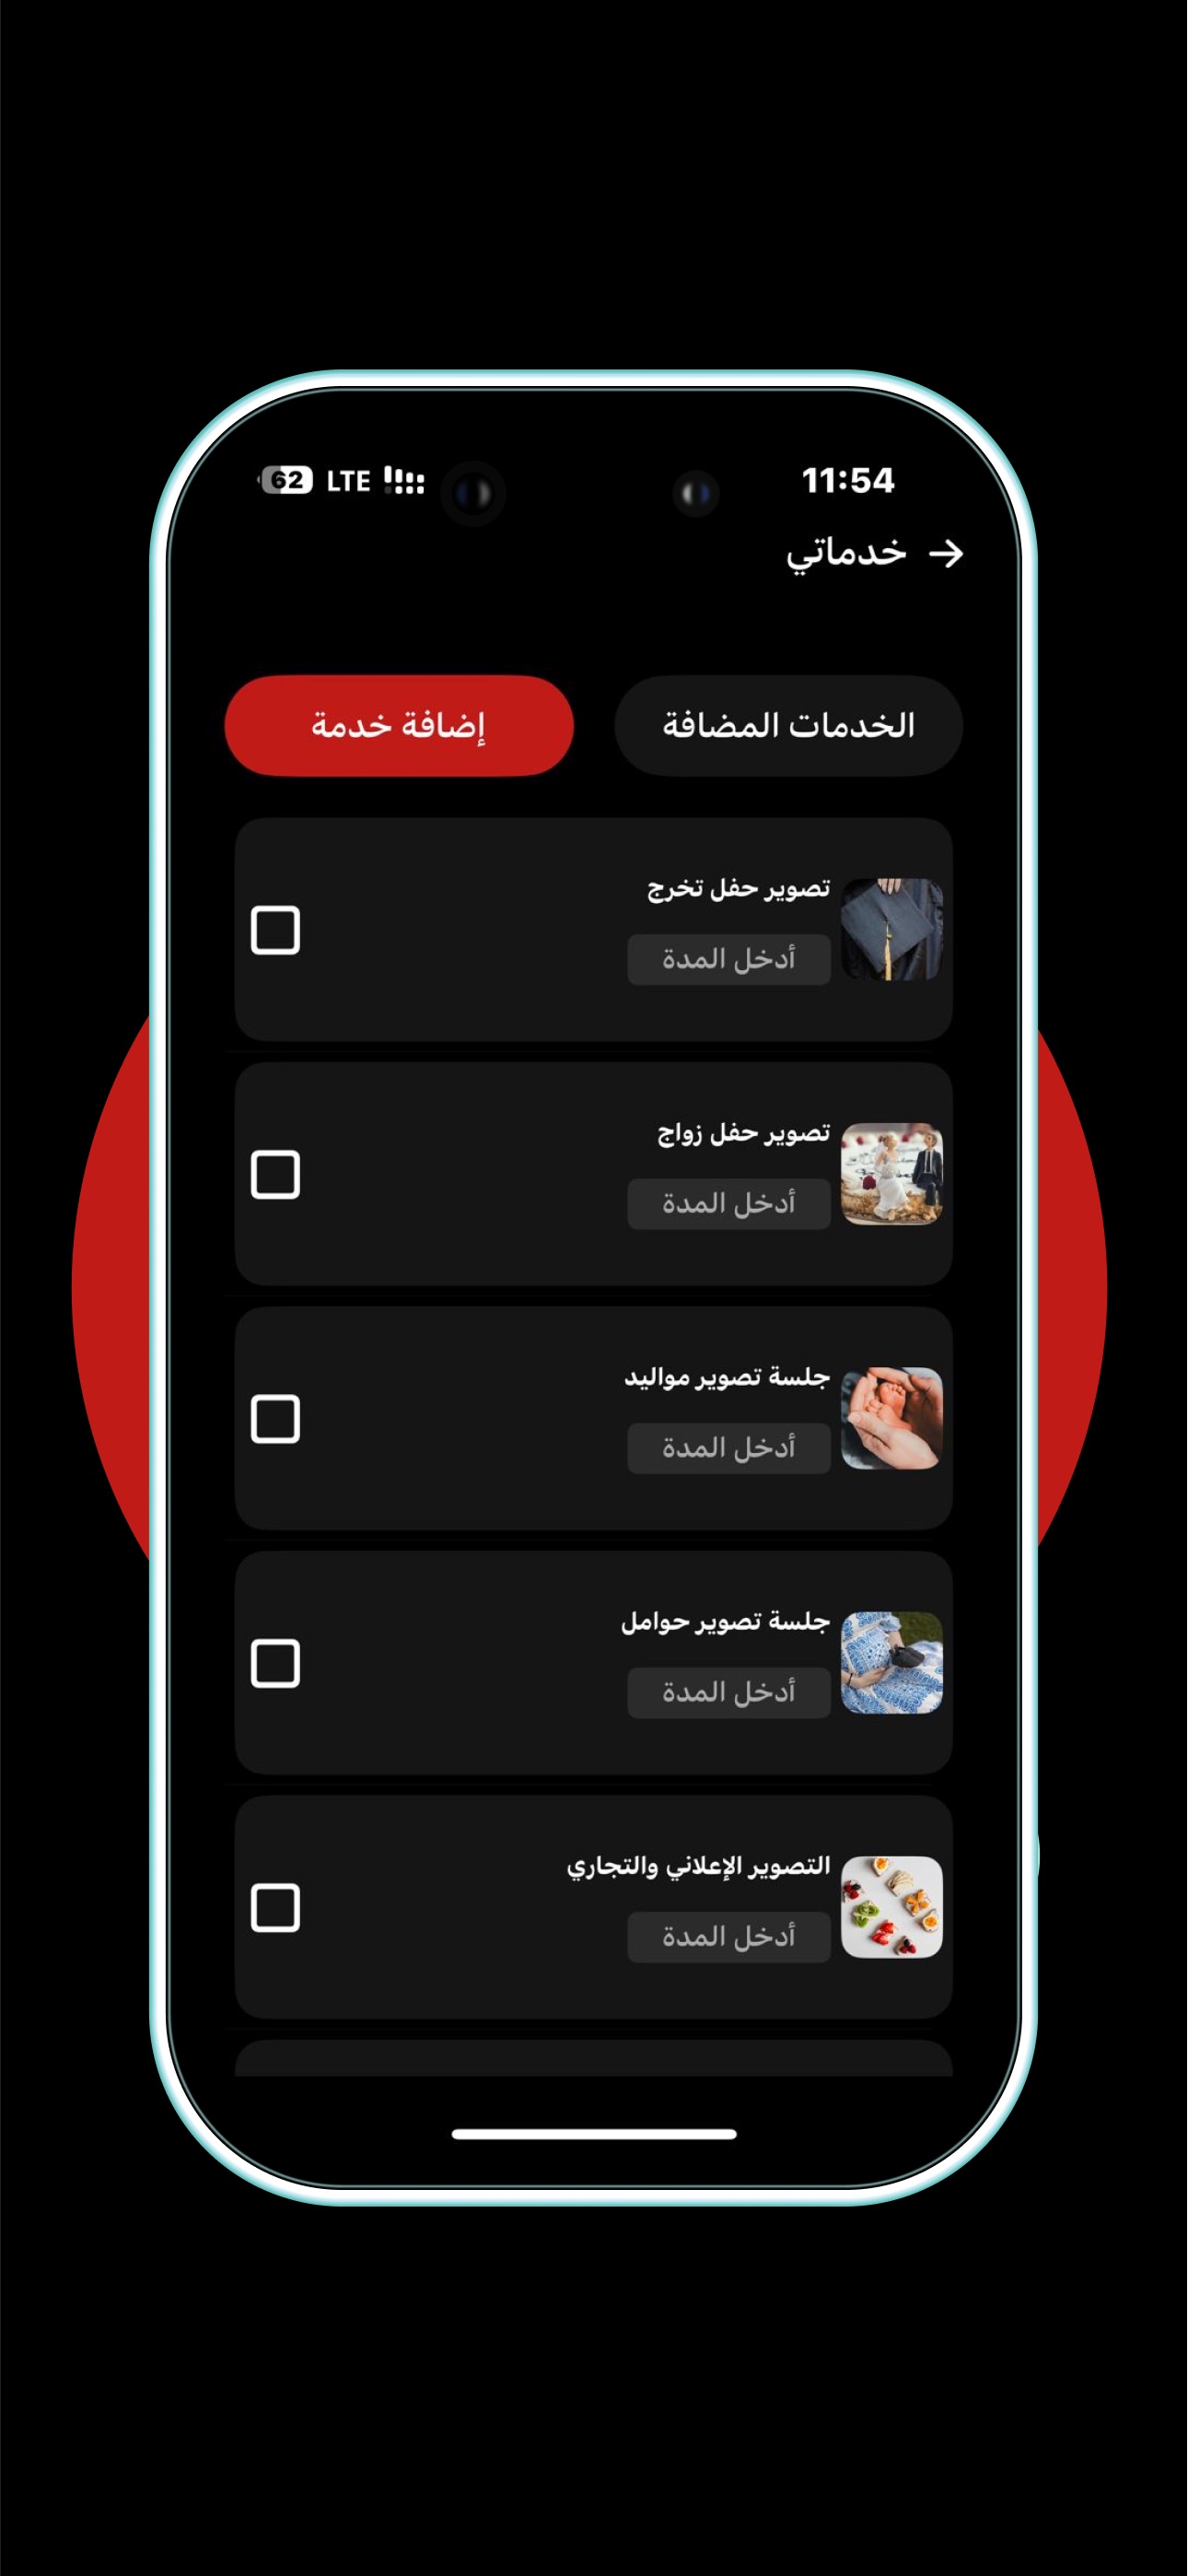 11:54
LTE 62
خدماتي
الخدمات المضافة
إضافة خدمة
تصوير حفل تخرج
أدخل المدة
تصوير حفل زواج
أدخل المدة
جلسة تصوير مواليد
أدخل المدة
جلسة تصوير حوامل
أدخل المدة
التصوير الإعلاني والتجاري
أدخل المدة